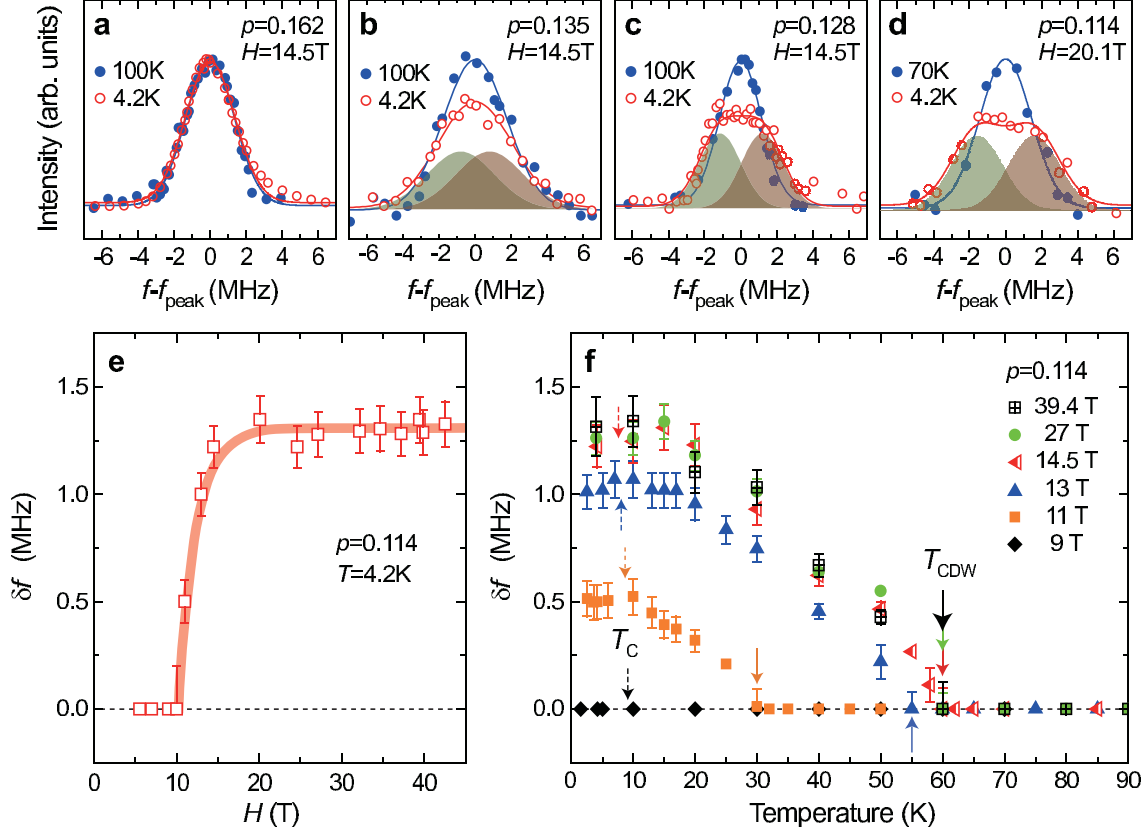 a
p=0.162
H=14.5T
100K
4.2K
b
p=0.135
H=14.5T
100K
4.2K
c
p=0.128
H=14.5T
100K
4.2K
d
p=0.114
H=20.1T
70K
4.2K
Intensity (arb. units)
-6 -4 -2 0 2 4 6
-6 -4 -2 0 2 4 6
-6 -4 -2 0 2 4 6
-6 -4 -2 0 2 4 6
f-fpeak (MHz)
f-fpeak (MHz)
f-fpeak (MHz)
f-fpeak (MHz)
e
δf (MHz)
1.5
1.0
0.5
0.0
p=0.114
T=4.2K
0 10 20 30 40
H (T)
f
δf (MHz)
1.5
1.0
0.5
0.0
p=0.114
39.4 T
27 T
14.5 T
13 T
11 T
9 T
TCDW
TC
0 10 20 30 40 50 60 70 80 90
Temperature (K)